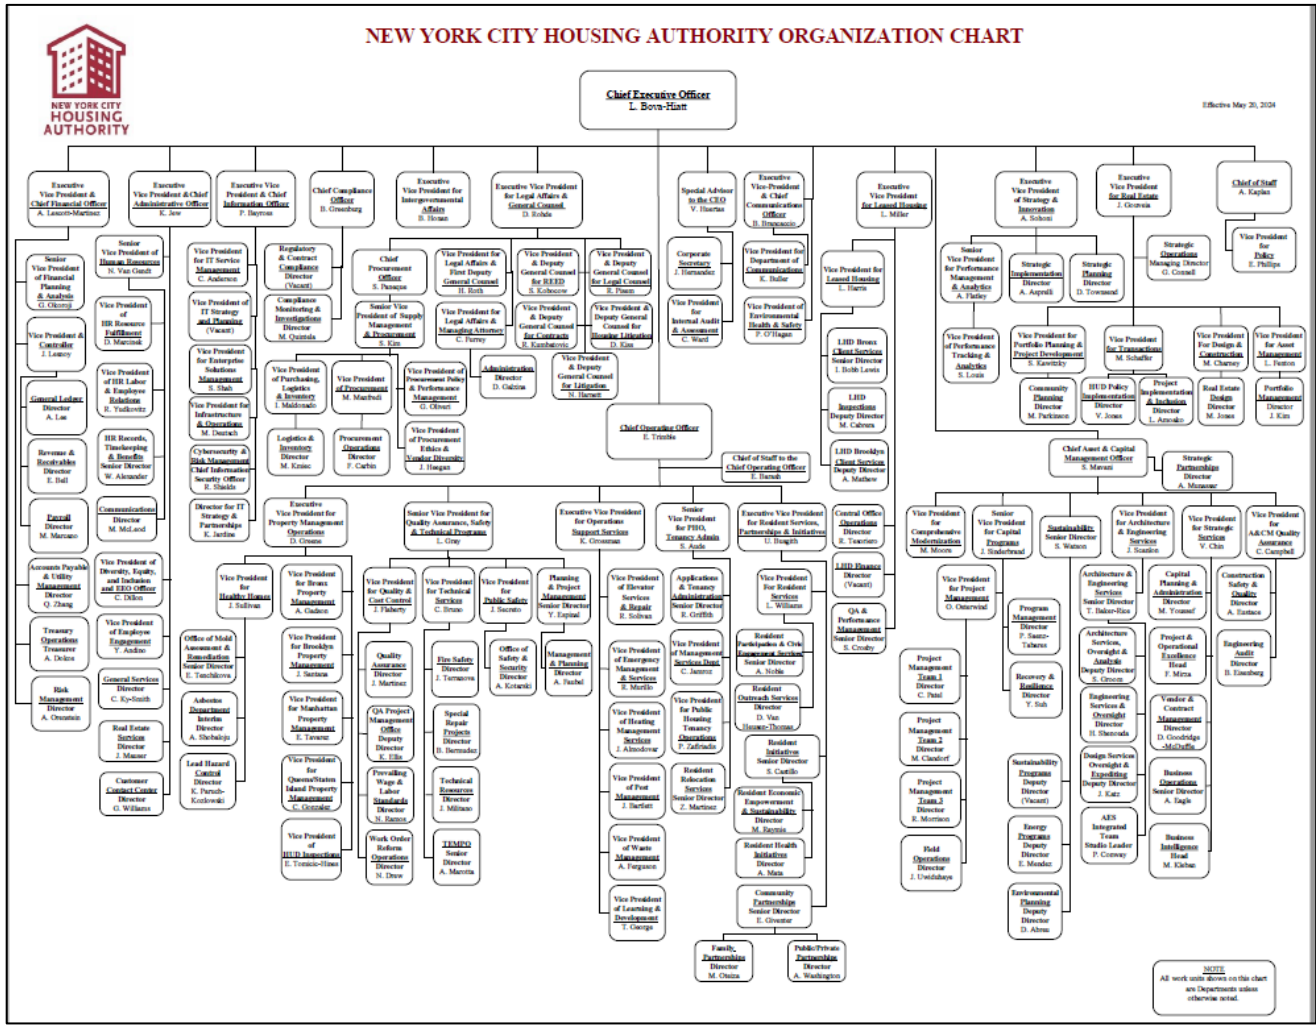 NEW YORK CITY HOUSING AUTHORITY ORGANIZATION CHART
NEW YORK CITY
HOUSING
AUTHORITY
Chief Executive Officer
L. Bova-Hiatt
Effective May 20, 2024
Executive
Vice President &
Chief Financial Officer
A. Lescott-Martinez
Executive
Vice President &Chief
Administrative Officer
K. Jew
Executive Vice
President & Chief
Information Officer
P. Bayross
Chief Compliance
Officer
B. Greenburg
Executive
Vice President for
Intergovernmental
Affairs
B. Honan
Executive Vice President
for Legal Affairs &
General Counsel
D. Rohde
Special Advisor
to the CEO
V. Huertas
Executive
Vice-President
& Chief
Communications
Officer
B. Brancaccio
Executive
Vice President
for Leased Housing
L. Miller
Executive
Vice President
of Strategy &
Innovation
A. Sohoni
Executive
Vice President
for Real Estate
J. Gouveia
Chief of Staff
A. Kaplan
Senior
Vice President
of Financial
Planning
& Analysis
G. Okoroji
Vice President &
Controller
J. Lesnoy
General Ledger
Director
A. Lee
Revenue &
Receivables
Director
E. Bell
Payroll
Director
M. Marcano
Accounts Payable
& Utility
Management
Director
Q. Zhang
Treasury
Operations
Treasurer
A. Dolcos
Risk
Management
Director
A. Orenstein
Senior
Vice President of
Human Resources
N. Van Gendt
Vice President
of
HR Resource
Fulfillment
D. Marcinek
Vice President
of HR Labor
& Employee
Relations
R. Yudkovitz
HR Records,
Timekeeping
& Benefits
Senior Director
W. Alexander
Communications
Director
M. McLeod
Vice President of
Diversity, Equity,
and Inclusion
and EEO Officer
C. Dillon
Vice President
of Employee
Engagement
Y. Andino
General Services
Director
C. Ky-Smith
Real Estate
Services
Director
J. Mauser
Customer
Contact Center
Director
G. Williams
Vice President
for IT Service
Management
C. Anderson
Vice President of
IT Strategy
and Planning
(Vacant)
Vice President
for Enterprise
Solutions
Management
S. Shah
Vice President for
Infrastructure
& Operations
M. Deutsch
Cybersecurity &
Risk Management
Chief Information
Security Officer
R. Shields
Director for IT
Strategy &
Partnerships
K. Jardine
Regulatory
& Contract
Compliance
Director
(Vacant)
Compliance
Monitoring &
Investigations
Director
M. Quintela
Chief
Procurement
Officer
S. Panaque
Senior Vice
President of Supply
Management
& Procurement
S. Kim
Vice President
of Purchasing,
Logistics
& Inventory
I. Maldonado
Vice President
of Procurement
M. Manfredi
Vice President of
Procurement Policy
& Performance
Management
G. Oliveri
Logistics &
Inventory
Director
M. Kniec
Procurement
Operations
Director
F. Carbin
Vice President
of Procurement
Ethics &
Vendor Diversity
J. Heegan
Vice President for
Legal Affairs &
First Deputy
General Counsel
H. Roth
Vice President
& Deputy
General Counsel
for REED
S. Koboscow
Vice President
& Deputy
General Counsel
for Legal Counsel
R. Pinem
Vice President for
Legal Affairs &
Managing Attorney
C. Furrey
Vice President
& Deputy
General Counsel
for Contracts
R. Kumbatovic
Vice President &
Deputy General
Counsel for
Housing Litigation
D. Kiss
Administration
Director
D. Galzina
Vice President
& Deputy
General Counsel
for Litigation
N. Harnett
Corporate
Secretary
J. Hernandez
Vice President for
Internal Audit
& Assessment
C. Ward
Vice President for
Department of
Communications
K. Buller
Vice President of
Environmental
Health & Safety
P. O'Hagan
Vice President
for
Leased Housing
L. Harris
LHD Bronx
Client Services
Senior Director
I. Bobb Lewis
LHD
Inspections
Deputy Director
M. Cabrera
LHD Brooklyn
Client Services
Deputy Director
A. Mathew
Central Office
Operations
Director
R. Tenoriero
LHD Finance
Director
(Vacant)
QA &
Performance
Management
Senior Director
S. Crosby
Senior
Vice President
for Performance
Management
& Analytics
A. Flatley
Strategic
Implementation
Director
A. Asprelli
Strategic
Planning
Director
D. Townsend
Vice President
of Performance
Tracking &
Analytics
S. Louis
Strategic
Operations
Managing Director
G. Connell
Vice President
for
Policy
E. Phillips
Vice President for
Portfolio Planning &
Project Development
S. Kawitzky
Vice President
for Transactions
M. Schaffer
Vice President
For Design &
Construction
M. Charney
Vice President
for Asset
Management
L. Fenton
Community
Planning
Director
M. Parkinson
HUD Policy
Implementation
Director
V. Jones
Project
Implementation
& Inclusion
Director
L. Amosko
Real Estate
Design
Director
M. Jones
Portfolio
Management
Director
J. Kim
Chief Operating Officer
E. Trimble
Chief of Staff to the
Chief Operating Officer
E. Barash
Chief Asset & Capital
Management Officer
S. Mavani
Strategic
Partnerships
Director
A. Munassar
Executive
Vice President for
Property Management
Operations
D. Greene
Senior Vice President for
Quality Assurance, Safety
& Technical Programs
L. Gray
Executive Vice President
for Operations
Support Services
K. Grossman
Senior
Vice President
for PHO,
Tenancy Admin
S. Aude
Executive Vice President
for Resident Services,
Partnerships & Initiatives
U. Bungith
Vice President
for
Healthy Homes
J. Sullivan
Office of Mold
Assessment &
Remediation
Senior Director
E. Tenchikova
Asbestos
Department
Interim
Director
A. Shobaloju
Lead Hazard
Control
Director
K. Paruch-
Kozlowski
Vice President
for Bronx
Property
Management
A. Gadson
Vice President
for Brooklyn
Property
Management
J. Santana
Vice President
for Manhattan
Property
Management
E. Tavarez
Vice President
for
Queens/Staten
Island Property
Management
C. Gonzalez
Vice President
of
HUD Inspections
E. Tomicic-Hines
Vice President
for Quality &
Cost Control
J. Flaherty
Vice President
for Technical
Services
C. Bruno
Vice President
for
Public Safety
J. Secreto
Planning
& Project
Management
Senior Director
Y. Espinal
Quality
Assurance
Director
J. Martinez
QA Project
Management
Office
Deputy
Director
K. Ellis
Prevailing
Wage &
Labor
Standards
Director
N. Ramos
Work Order
Reform
Operations
Director
N. Draw
Fire Safety
Director
J. Terranova
Special
Repair
Projects
Director
B. Bermudez
Technical
Resources
Director
J. Militano
TEMPO
Senior
Director
A. Marotta
Office of
Safety &
Security
Director
A. Kotarski
Management
& Planning
Director
A. Faubel
Vice President
of Elevator
Services
& Repair
R. Solivan
Vice President
of Emergency
Management
& Services
R. Murillo
Vice President
of Heating
Management
Services
J. Almodovar
Vice President
of Pest
Management
J. Bartlett
Vice President
of Waste
Management
A. Ferguson
Vice President
of Learning &
Development
T. George
Applications
& Tenancy
Administration
Senior Director
R. Griffith
Vice President
of Management
Services Dept
C. Jamroz
Vice President
for Public
Housing
Tenancy
Operations
P. Zafiriadis
Resident
Relocation
Services
Senior Director
Z. Martinez
Vice President
for Resident
Services
L. Williams
Resident
Participation & Civic
Engagement Services
Senior Director
A. Noble
Resident
Outreach Services
Director
D. Van
Heusen-Thomas
Resident
Initiatives
Senior Director
S. Castillo
Resident Economic
Empowerment
& Sustainability
Director
M. Raymie
Resident Health
Initiatives
Director
A. Mata
Community
Partnerships
Senior Director
E. Giventer
Family
Partnerships
Director
M. Oteiza
Public/Private
Partnerships
Director
A. Washington
Vice President
for
Comprehensive
Modernization
M. Moore
Senior
Vice President
for Capital
Programs
J. Sinderbrand
Sustainability
Senior Director
S. Watson
Vice President
for Architecture
& Engineering
Services
J. Scanlon
Vice President
for Strategic
Services
V. Chin
Vice President
for
A&CM Quality
Assurance
C. Campbell
Vice President
for Project
Management
O. Osterwind
Project
Management
Team 1
Director
C. Patel
Project
Management
Team 2
Director
M. Clandorf
Project
Management
Team 3
Director
R. Morrison
Field
Operations
Director
J. Uwiduhaye
Program
Management
Director
P. Saenz-
Tabares
Recovery &
Resilience
Director
Y. Suh
Sustainability
Programs
Deputy
Director
(Vacant)
Energy
Programs
Deputy
Director
E. Mendez
Environmental
Planning
Deputy
Director
D. Abreu
Architecture &
Engineering
Services
Senior Director
T. Baker-Rice
Architecture
Services,
Oversight &
Analysis
Deputy Director
S. Groom
Engineering
Services &
Oversight
Director
H. Shenouda
Design Services
Oversight &
Expediting
Deputy Director
J. Katz
AES
Integrated
Team
Studio Leader
P. Conway
Capital
Planning &
Administration
Director
M. Youssef
Project &
Operational
Excellence
Head
F. Mirza
Vendor &
Contract
Management
Director
D. Goodridge
-McDuffie
Business
Operations
Senior Director
A. Eagle
Business
Intelligence
Head
M. Kleban
Construction
Safety &
Quality
Director
A. Eustace
Engineering
Audit
Director
B. Eisenberg
NOTE
All work units shown on this chart
are Departments unless
otherwise noted.